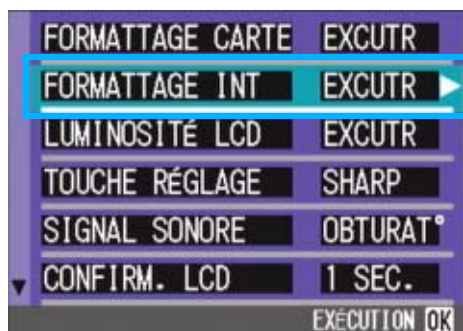 FORMATTAGE CARTE EXCUTR
FORMATTAGE INT EXCUTR
LUMINOSITÉ LCD EXCUTR
TOUCHE RÉGLAGE SHARP
SIGNAL SONORE OBTURAT°
CONFIRM. LCD 1 SEC.
EXÉCUTION OK